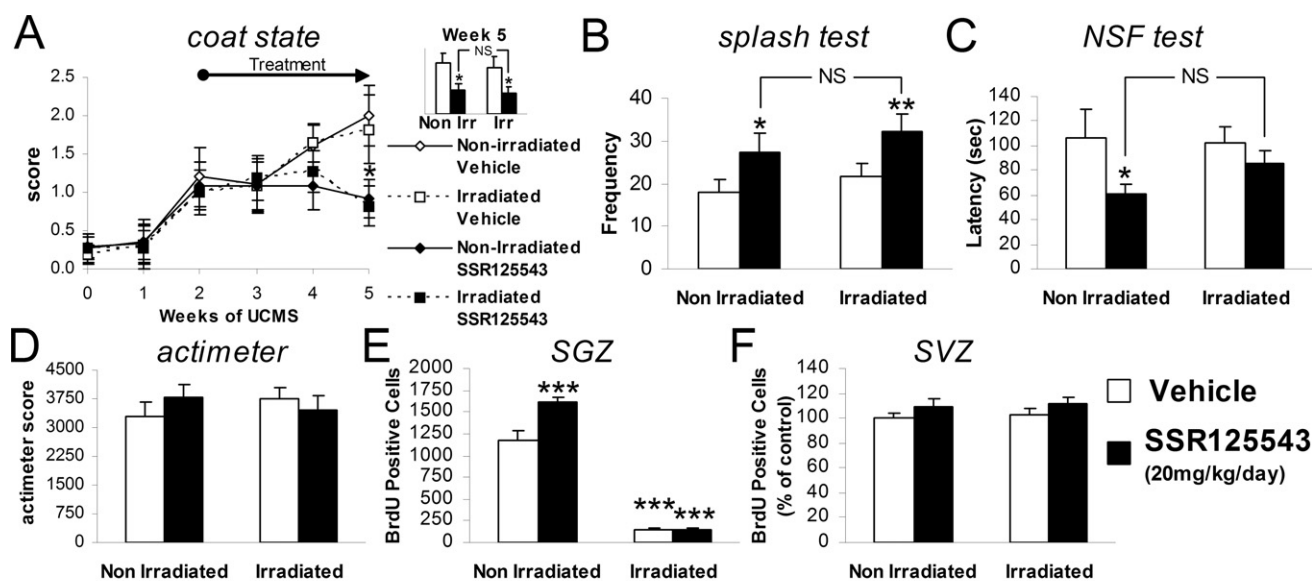 A
coat state
Treatment
2.5
2.0
1.5
1.0
0.5
0.0
score
0 1 2 3 4 5
Weeks of UCMS
*
Week 5
NS
* *
Non Irr Irr
Non-irradiated
Vehicle
Irradiated
Vehicle
Non-Irradiated
SSR125543
Irradiated
SSR125543
B
splash test
NS
40
30
20
10
0
Frequency
* **
Non Irradiated Irradiated
C
NSF test
NS
140
120
100
80
60
40
20
0
Latency (sec)
*
Non Irradiated Irradiated
D
actimeter
4500
3750
3000
2250
1500
750
0
actimeter score
Non Irradiated Irradiated
E
SGZ
2000
1750
1500
1250
1000
750
500
250
0
BrdU Positive Cells
***
*** ***
Non Irradiated Irradiated
F
SVZ
140
120
100
80
60
40
20
0
BrdU Positive Cells
(% of control)
Non Irradiated Irradiated
Vehicle
SSR125543
(20mg/kg/day)